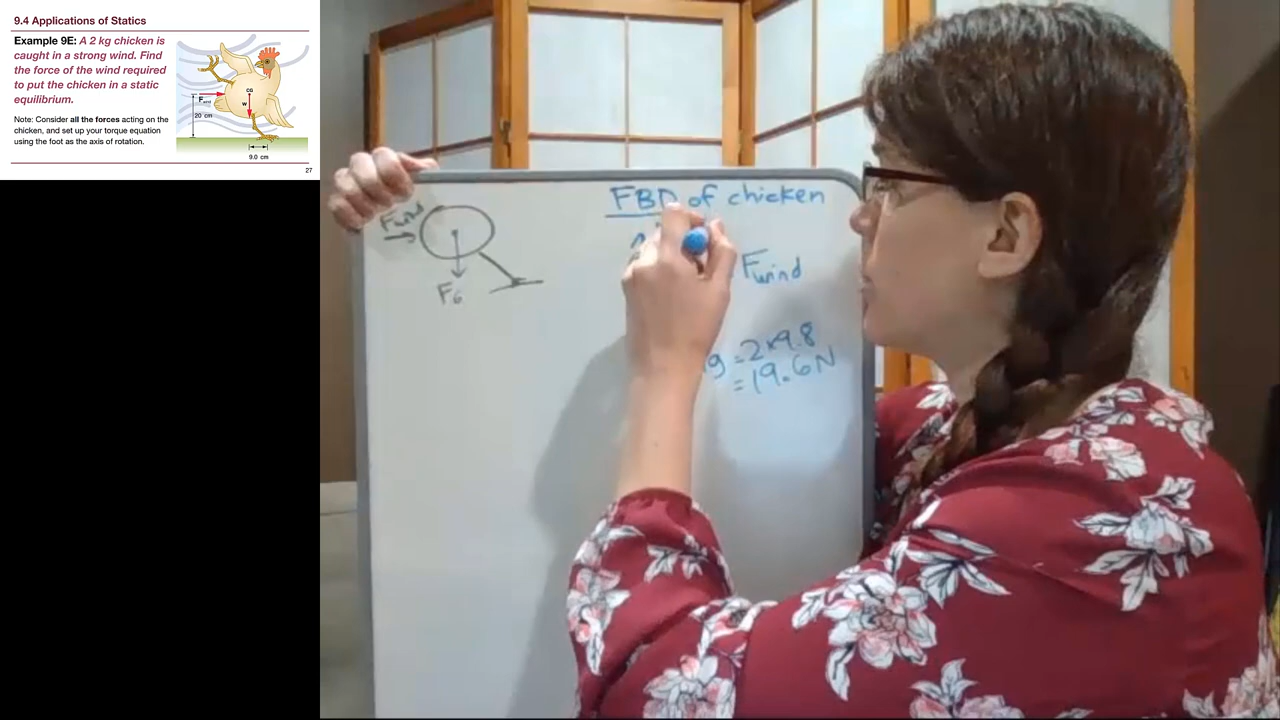 9.4 Applications of Statics
Example 9E: A 2 kg chicken is
caught in a strong wind. Find
the force of the wind required
to put the chicken in a static
equilibrium.
Note: Consider all the forces acting on the
chicken, and set up your torque equation
using the foot as the axis of rotation.
cg
w
Fwind
20 cm
9.0 cm
27
Fwind
FG
FBD of chicken
Fwind
g = 2x9.8
= 19.6N